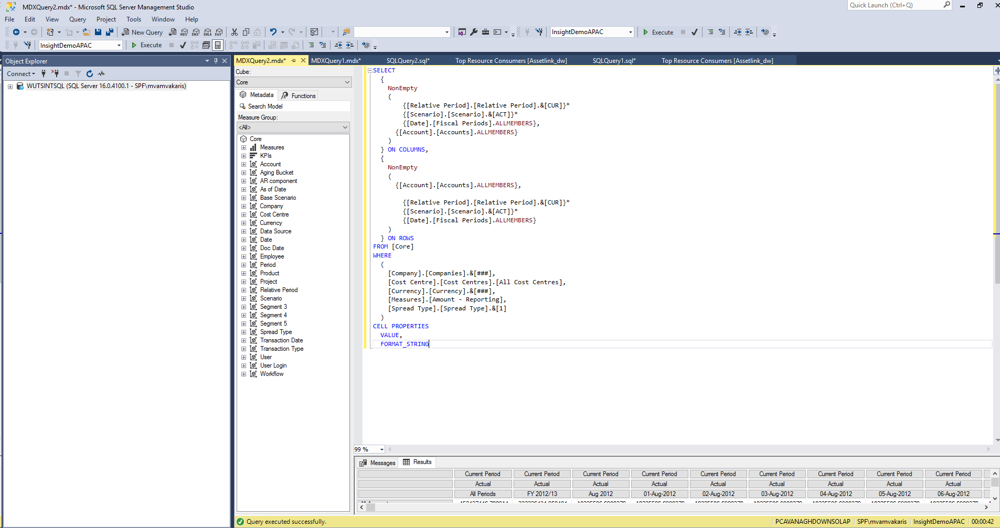 MDXQuery2.mdx* - Microsoft SQL Server Management Studio
Quick Launch (Ctrl+Q)
File Edit View Query Project Tools Window Help
New Query MDX DMX XMLA DAX InsightDemoAPAC Execute
InsightDemoAPAC Execute
Object Explorer
Connect
WUTSINTSQL (SQL Server 16.0.4100.1 - SPF\mvamvakaris)
MDXQuery2.mdx* MDXQuery1.mdx* SQLQuery2.sql* Top Resource Consumers [Assetlink_dw] SQLQuery1.sql* Top Resource Consumers [Assetlink_dw]
Cube:
Core
Metadata Functions
Search Model
Measure Group:
<All>
Core
Measures
KPIs
Account
Aging Bucket
AR component
As of Date
Base Scenario
Company
Cost Centre
Currency
Data Source
Date
Doc Date
Employee
Period
Product
Project
Relative Period
Scenario
Segment 3
Segment 4
Segment 5
Spread Type
Transaction Date
Transaction Type
User
User Login
Workflow
SELECT
{
NonEmpty
(
{[Relative Period].[Relative Period].&[CUR]}*
{[Scenario].[Scenario].&[ACT]}*
{[Date].[Fiscal Periods].ALLMEMBERS},
{[Account].[Accounts].ALLMEMBERS}
)
} ON COLUMNS,
{
NonEmpty
(
{[Account].[Accounts].ALLMEMBERS},
{[Relative Period].[Relative Period].&[CUR]}*
{[Scenario].[Scenario].&[ACT]}*
{[Date].[Fiscal Periods].ALLMEMBERS}
)
} ON ROWS
FROM [Core]
WHERE
(
[Company].[Companies].&[###],
[Cost Centre].[Cost Centres].[All Cost Centres],
[Currency].[Currency].&[###],
[Measures].[Amount - Reporting],
[Spread Type].[Spread Type].&[1]
)
CELL PROPERTIES
VALUE,
FORMAT_STRING
99 %
Messages Results
Current Period Current Period Current Period Current Period Current Period Current Period Current Period Current Period Current Period
Actual Actual Actual Actual Actual Actual Actual Actual Actual
All Periods FY 2012/13 Aug 2012 01-Aug-2012 02-Aug-2012 03-Aug-2012 04-Aug-2012 05-Aug-2012 06-Aug-2012
Query executed successfully. PCAVANAGHDOWNSOLAP SPF\mvamvakaris InsightDemoAPAC 00:00:42